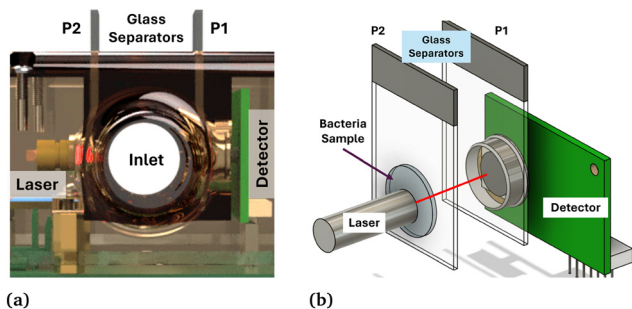 Glass
Separators
P2
P1
Inlet
Laser
Detector
(a)
P2
P1
Glass
Separators
Bacteria
Sample
Laser
Detector
(b)